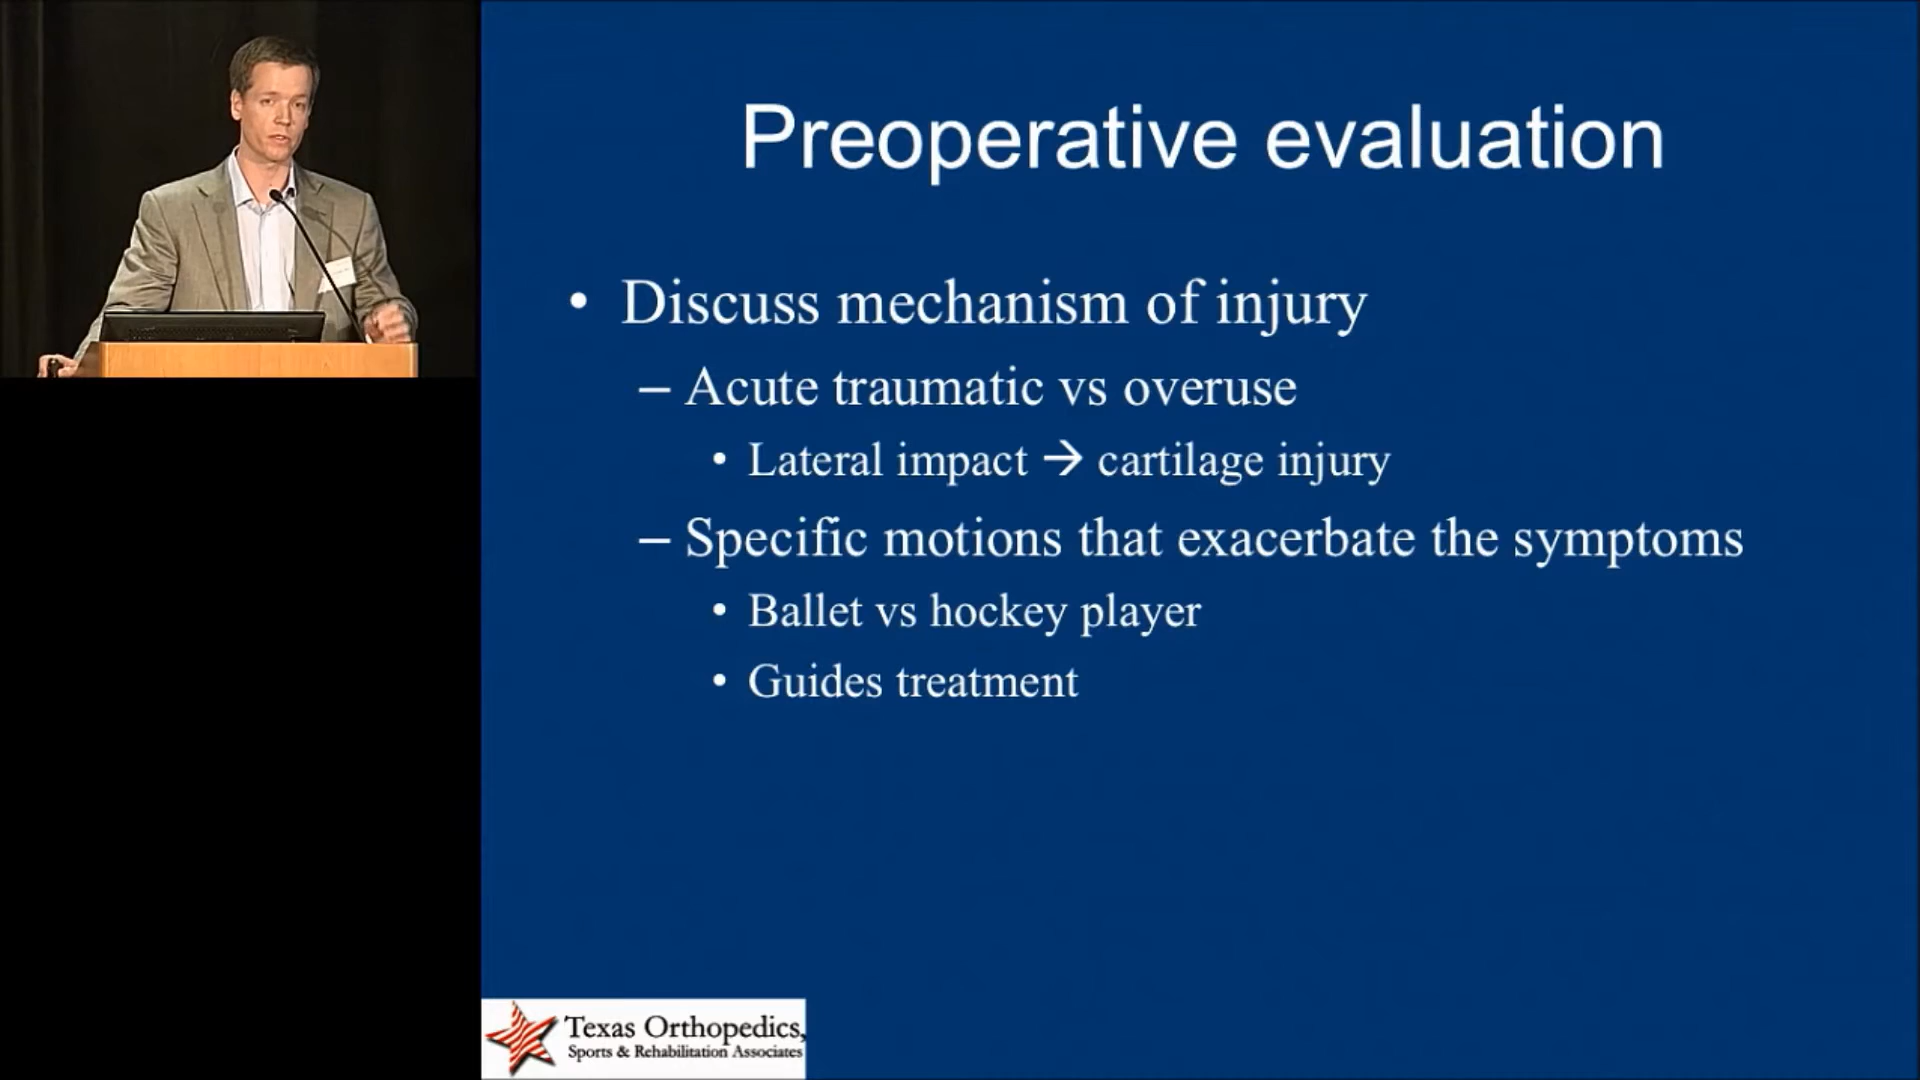 Preoperative evaluation
• Discuss mechanism of injury
– Acute traumatic vs overuse
• Lateral impact → cartilage injury
– Specific motions that exacerbate the symptoms
• Ballet vs hockey player
• Guides treatment
Texas Orthopedics,
Sports & Rehabilitation Associates